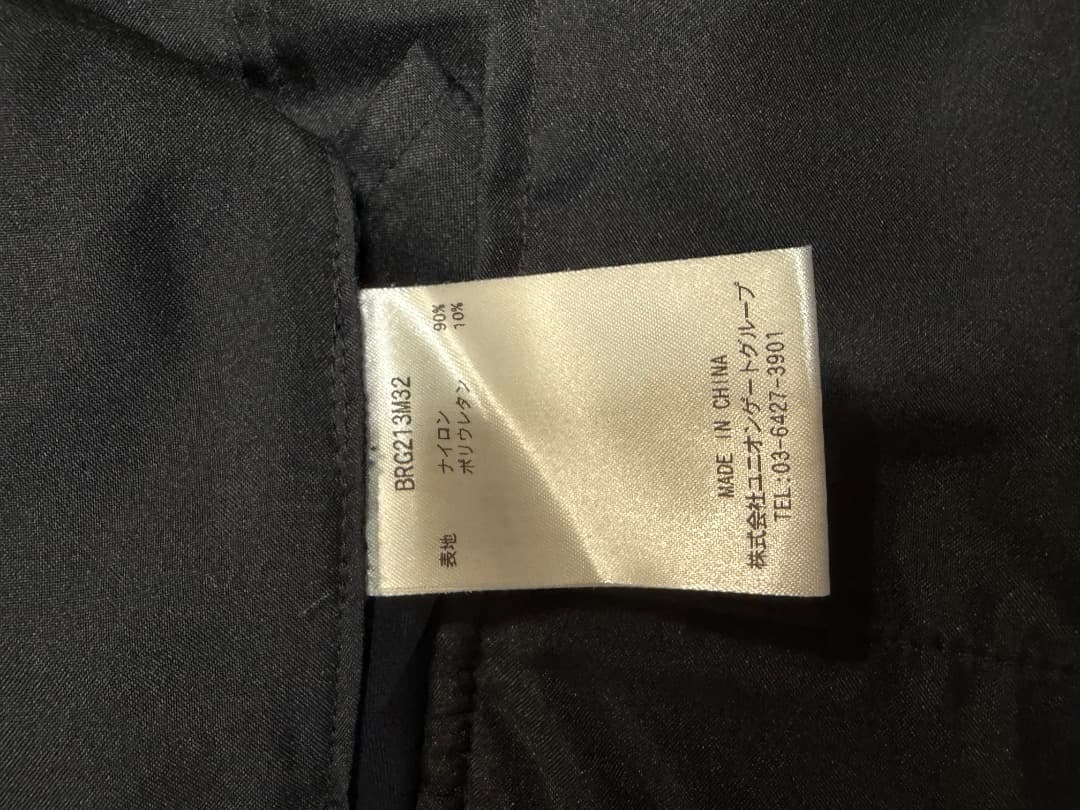 BRG213M32
表地 ナイロン 90%
ポリウレタン 10%
MADE IN CHINA
株式会社ユニオンゲートグループ
TEL:03-6427-3901